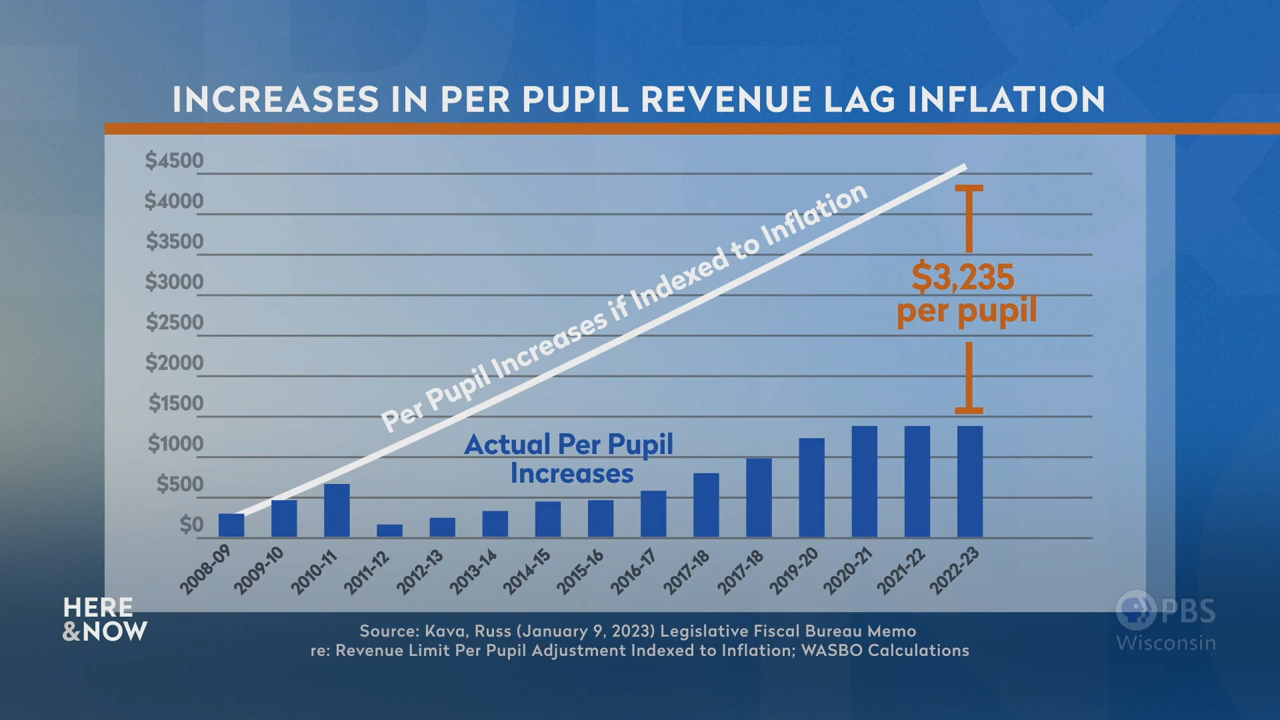 INCREASES IN PER PUPIL REVENUE LAG INFLATION
$4500
$4000
$3500
$3000
$2500
$2000
$1500
$1000
$500
$0
Per Pupil Increases if Indexed to Inflation
$3,235
per pupil
Actual Per Pupil
Increases
2008-09
2009-10
2010-11
2011-12
2012-13
2013-14
2014-15
2015-16
2016-17
2017-18
2017-18
2019-20
2020-21
2021-22
2022-23
HERE
&NOW
Source: Kava, Russ (January 9, 2023) Legislative Fiscal Bureau Memo
re: Revenue Limit Per Pupil Adjustment Indexed to Inflation; WASBO Calculations
PBS
Wisconsin